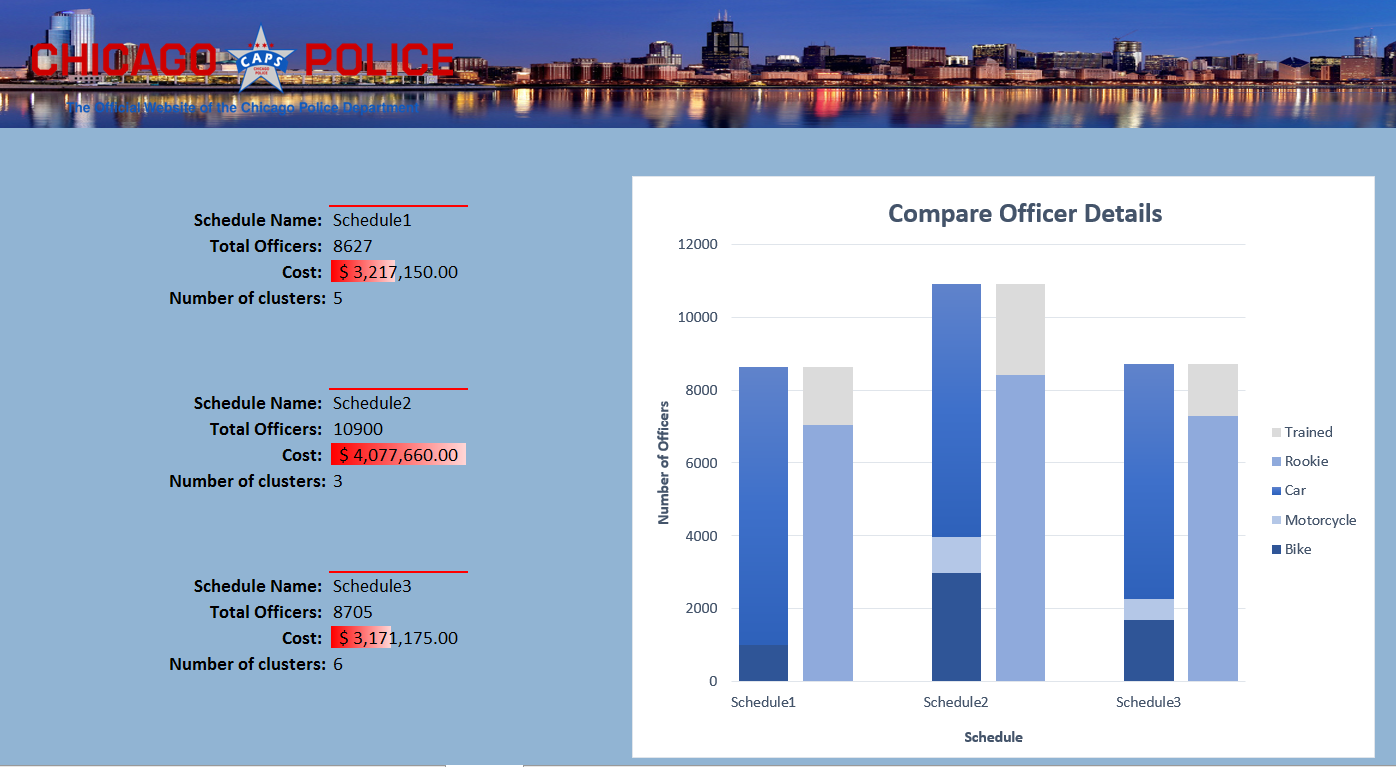 CHICAGO CAPS POLICE
CHICAGO
POLICE
The Official Website of the Chicago Police Department
Schedule Name: Schedule1
Total Officers: 8627
Cost: $ 3,217,150.00
Number of clusters: 5
Schedule Name: Schedule2
Total Officers: 10900
Cost: $ 4,077,660.00
Number of clusters: 3
Schedule Name: Schedule3
Total Officers: 8705
Cost: $ 3,171,175.00
Number of clusters: 6
Compare Officer Details
12000
10000
8000
6000
4000
2000
0
Number of Officers
Schedule1 Schedule2 Schedule3
Schedule
Trained
Rookie
Car
Motorcycle
Bike